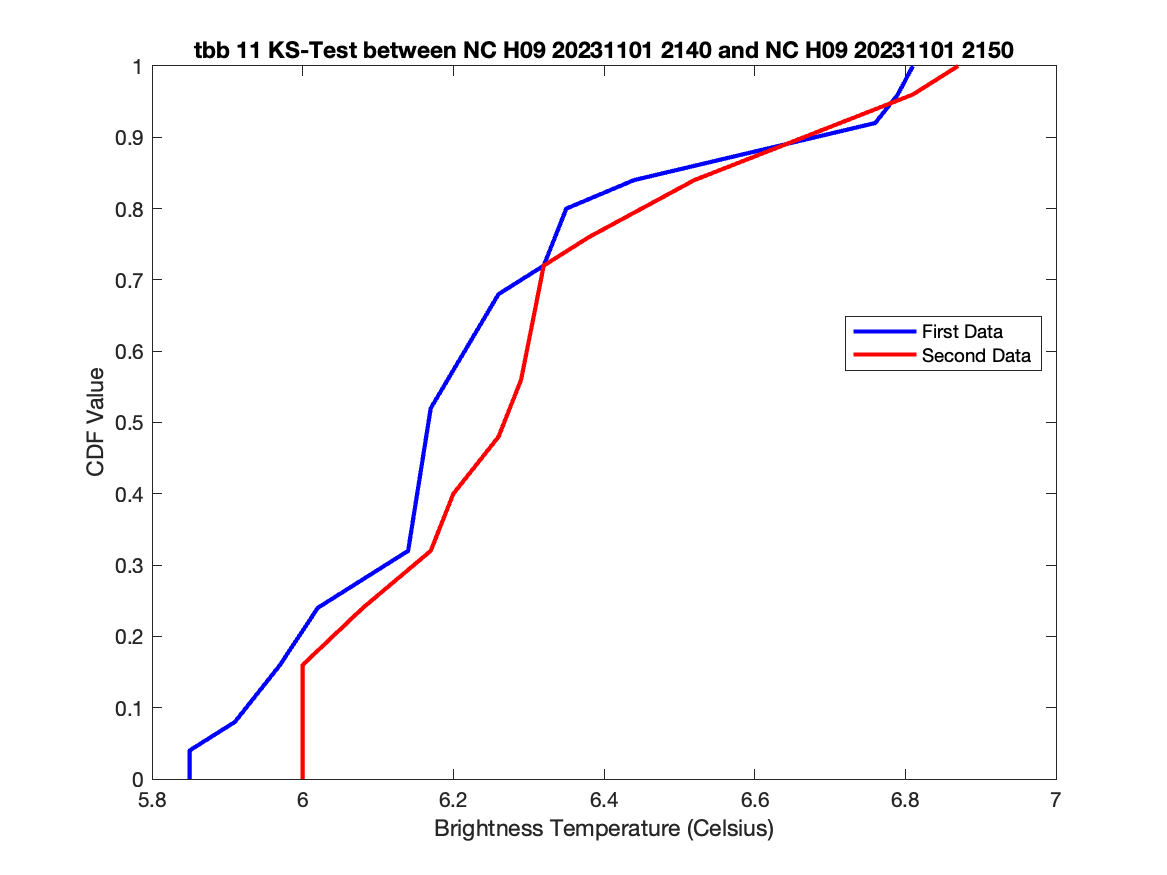 tbb 11 KS-Test between NC H09 20231101 2140 and NC H09 20231101 2150
1
0.9
0.8
0.7
0.6
0.5
0.4
0.3
0.2
0.1
0
CDF Value
First Data
Second Data
5.8 6 6.2 6.4 6.6 6.8 7
Brightness Temperature (Celsius)